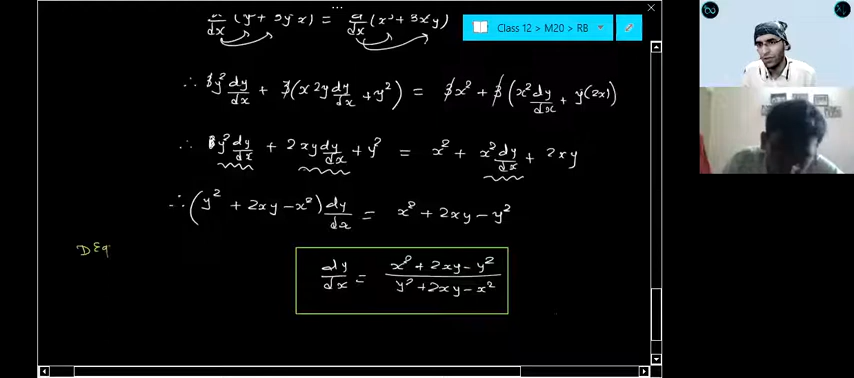 d/dx (y³ + 3y²x) = d/dx (x³ + 3x²y)
Class 12 > M20 > RB
∴ 3y² dy/dx + 3(x2y dy/dx + y²) = 3x² + 3(x² dy/dx + y(2x))
∴ y² dy/dx + 2xy dy/dx + y² = x² + x² dy/dx + 2xy
∴ (y² + 2xy - x²) dy/dx = x² + 2xy - y²
DEq
dy/dx = x² + 2xy - y² / y² + 2xy - x²